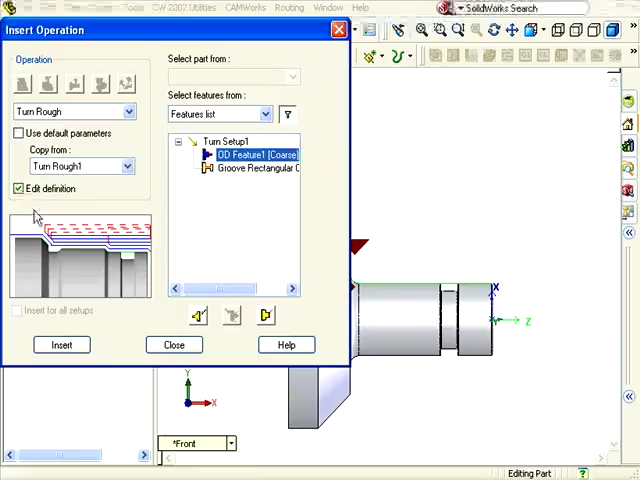 CW 2007 Utilities CAMWorks Routing Window
SolidWorks Search
Insert Operation
Operation
Turn Rough
Use default parameters
Copy from :
Turn Rough1
Edit definition
Insert for all setups
Select part from :
Select features from :
Features list
Turn Setup1
OD Feature1 [Coarse
Groove Rectangular
Insert
Close
Help
X
Z
Y
X
*Front
Editing Part
?